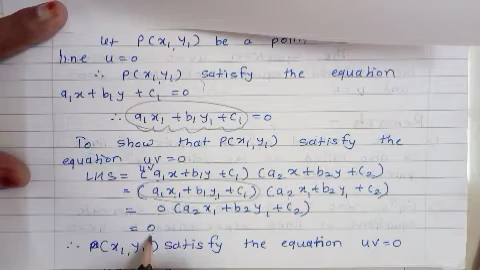 let P(x₁,y₁) be a point
line u=0
∴ P(x₁,y₁) satisfy the equation
a₁x+b₁y+c₁=0
∴ a₁x₁+b₁y₁+c₁=0
To show that P(x₁,y₁) satisfy the
equation uv=0
LHS = uv (a₁x+b₁y+c₁) (a₂x+b₂y+c₂)
= (a₁x₁+b₁y₁+c₁) (a₂x₁+b₂y₁+c₂)
= 0 (a₂x₁+b₂y₁+c₂)
= 0
∴ P(x₁,y₁) satisfy the equation uv=0